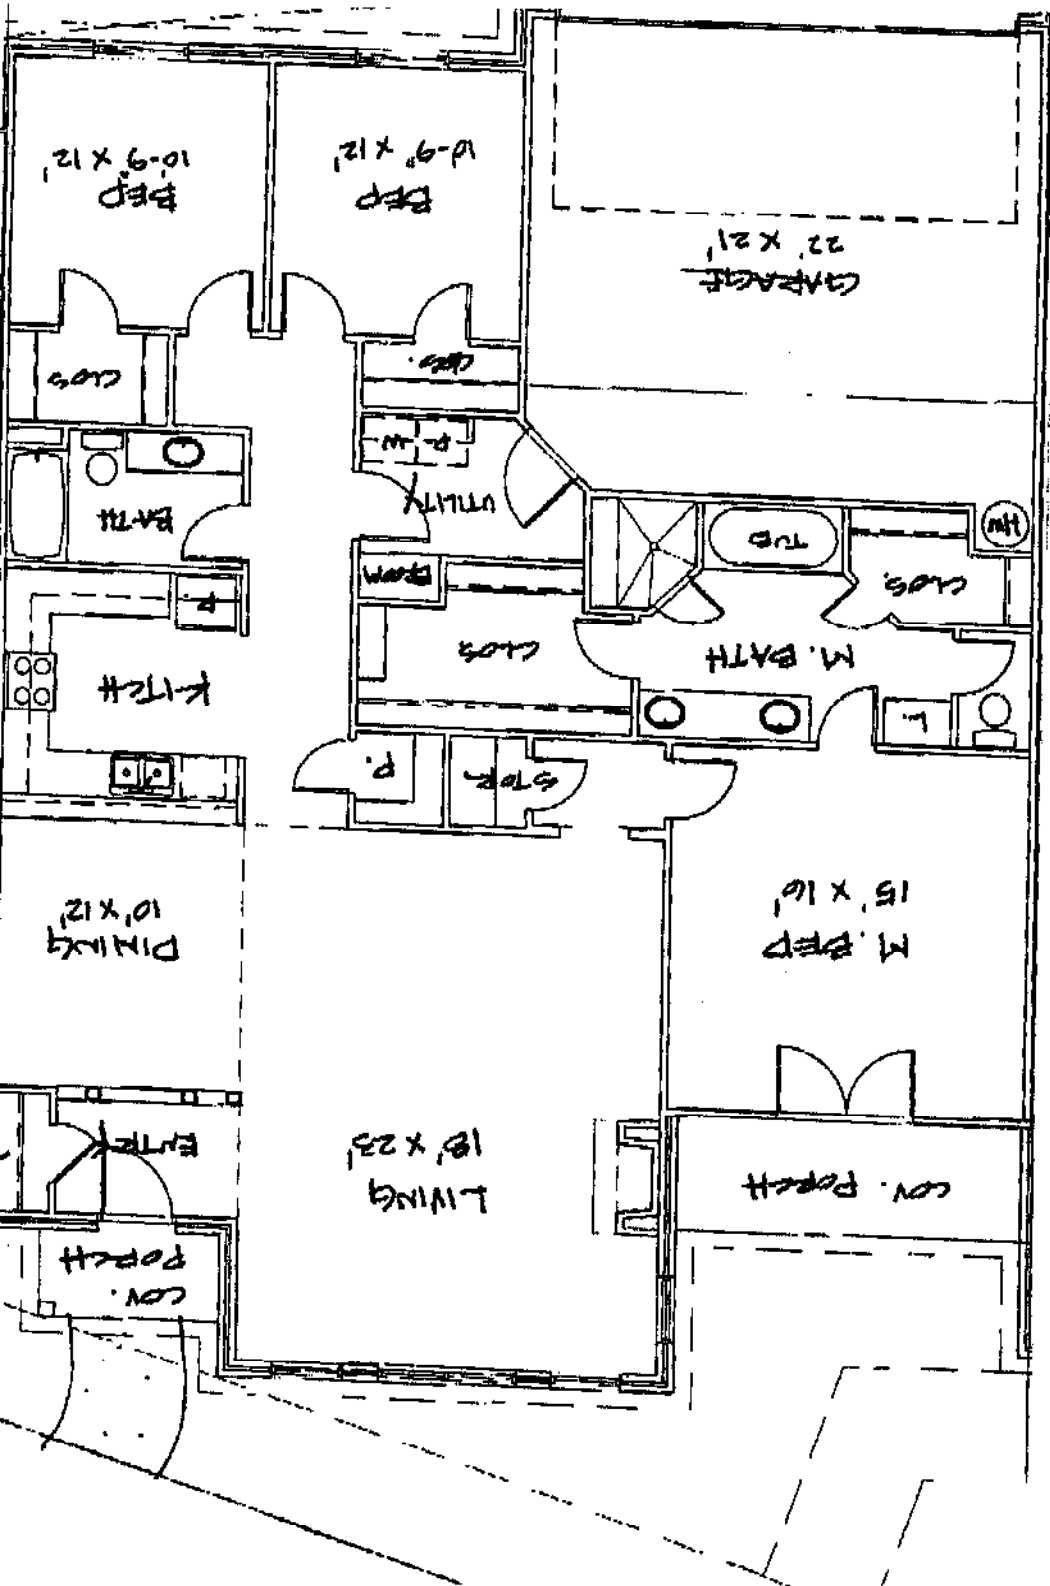 COV.
PORCH
COV. PORCH
LIVING
18' X 23'
ENTRY
M. BED
15' X 16'
DINING
10' X 12'
STOR
P.
L.
M. BATH
CLOS
KITCH
CLOS.
BROOM
R.
HW
TUB
UTILITY
BATH
D. W
CLOS.
CLOS
GARAGE
22' X 21'
BED
10'-9" X 12'
BED
10'-9" X 12'